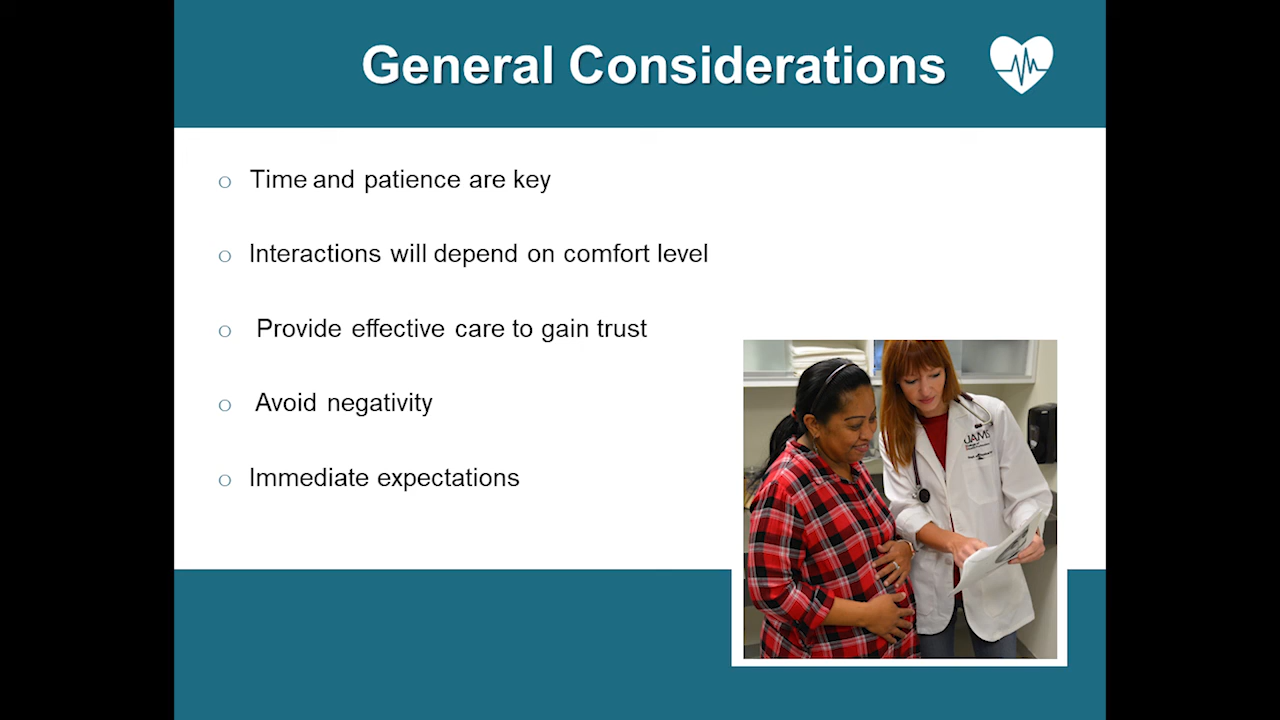 General Considerations
Time and patience are key
Interactions will depend on comfort level
Provide effective care to gain trust
Avoid negativity
Immediate expectations
UAMS